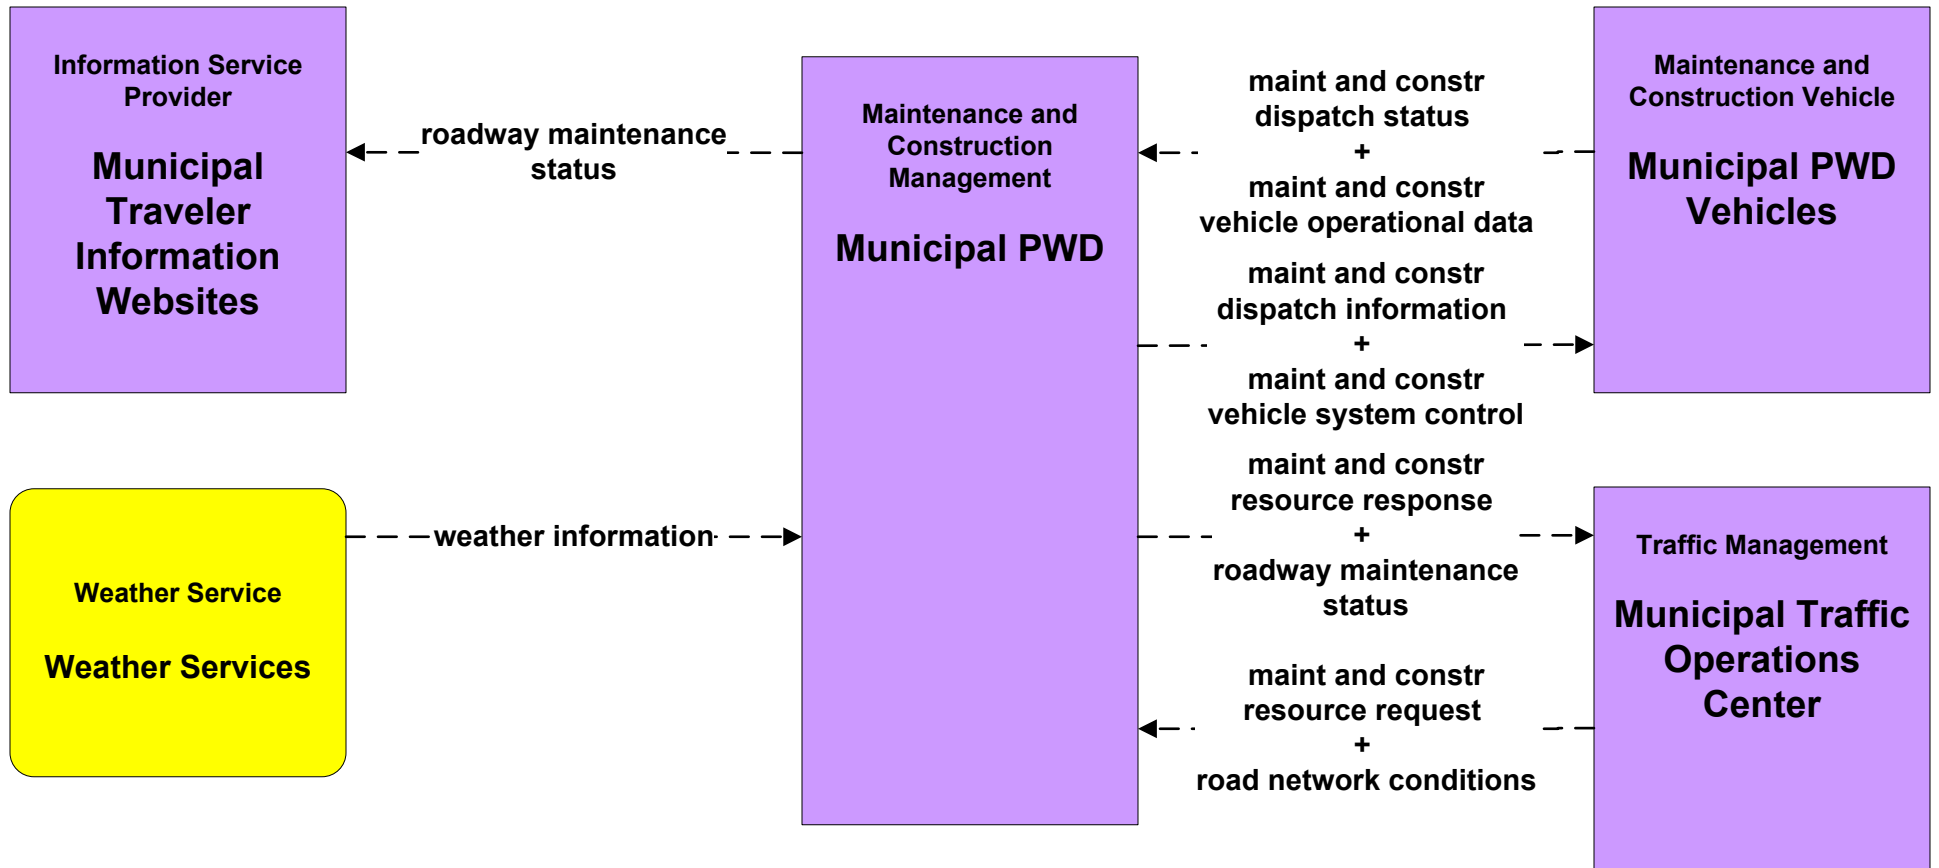 Information Service
Provider
Municipal
Traveler
Information
Websites
roadway maintenance
status
Weather Service
Weather Services
weather information
Maintenance and
Construction
Management
Municipal PWD
maint and constr
dispatch status
+
maint and constr
vehicle operational data
maint and constr
dispatch information
+
maint and constr
vehicle system control
maint and constr
resource response
+
roadway maintenance
status
maint and constr
resource request
+
road network conditions
Maintenance and
Construction Vehicle
Municipal PWD
Vehicles
Traffic Management
Municipal Traffic
Operations
Center